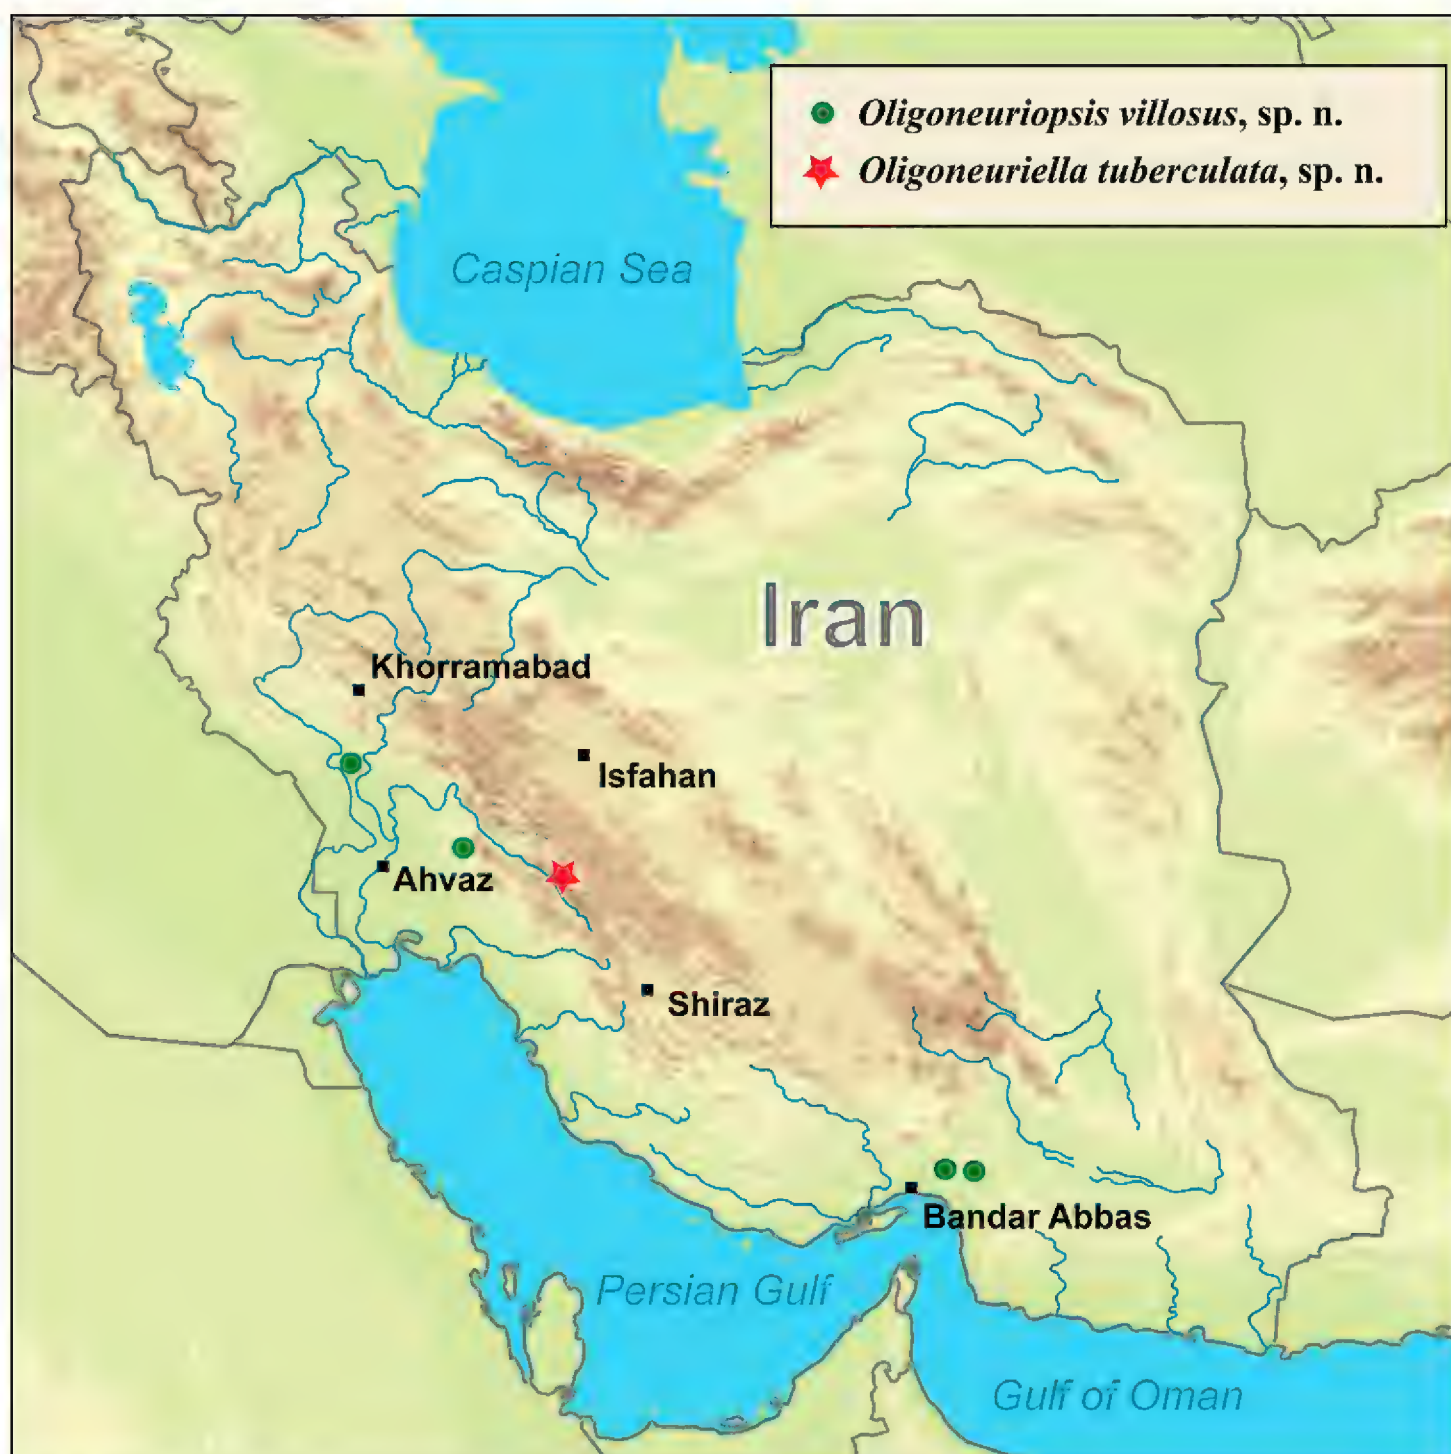 Oligoneuriopsis villosus, sp. n.
Oligoneuriella tuberculata, sp. n.
Caspian Sea
Iran
Khorramabad
Isfahan
Ahvaz
Shiraz
Bandar Abbas
Persian Gulf
Gulf of Oman